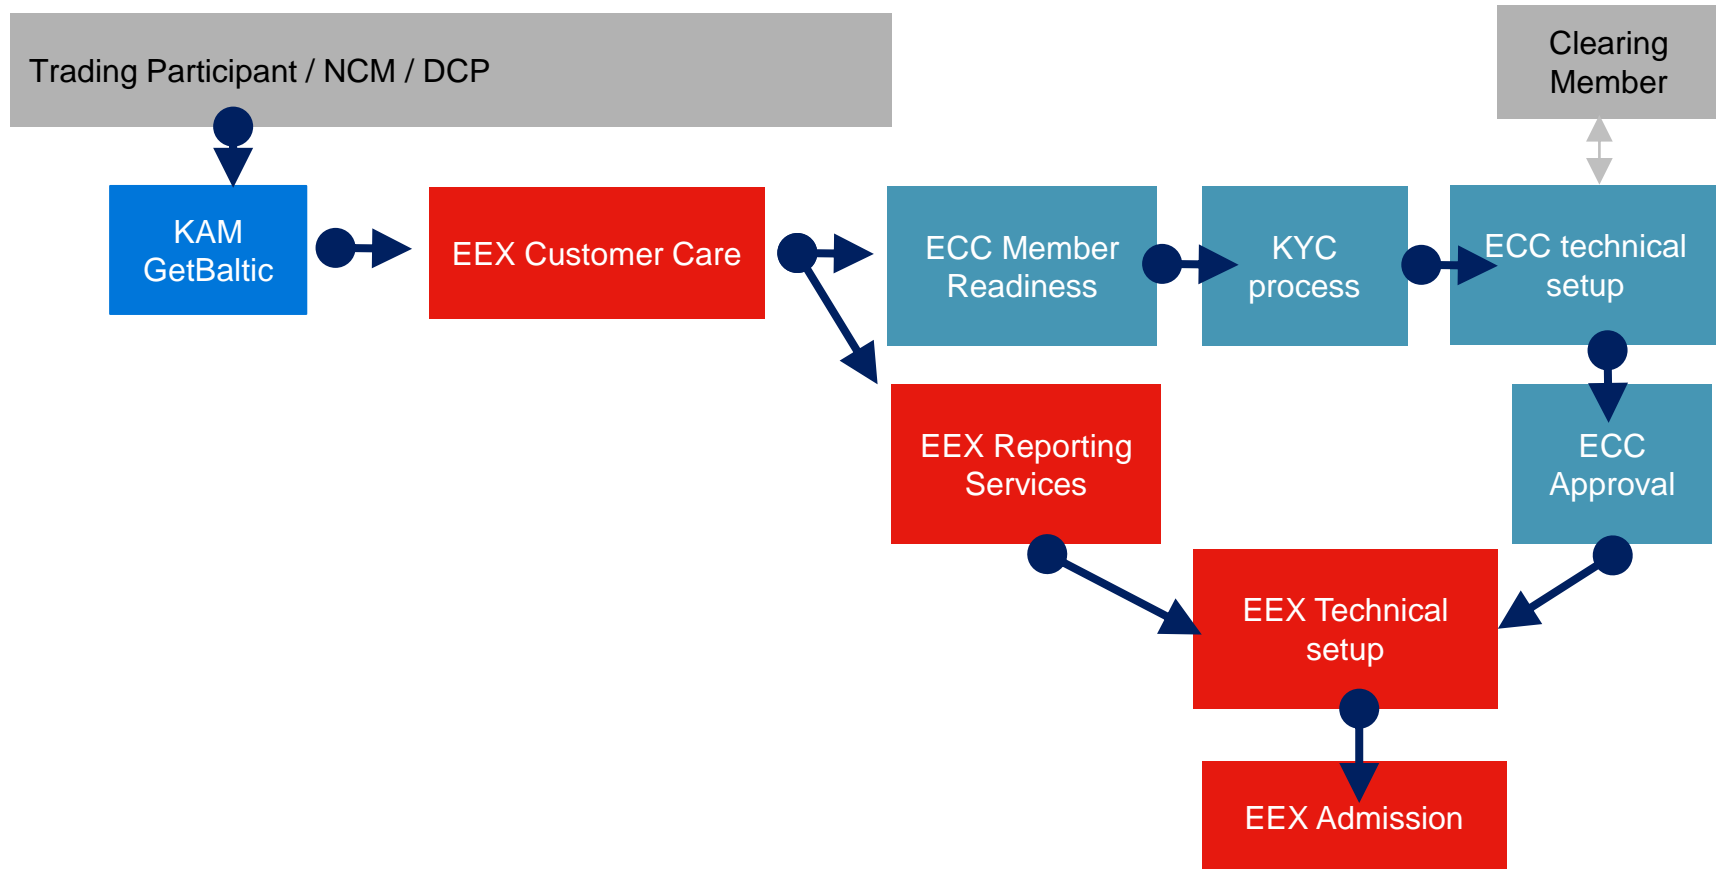 Trading Participant / NCM / DCP
Clearing
Member
KAM
GetBaltic
EEX Customer Care
ECC Member
Readiness
KYC
process
ECC technical
setup
EEX Reporting
Services
ECC
Approval
EEX Technical
setup
EEX Admission